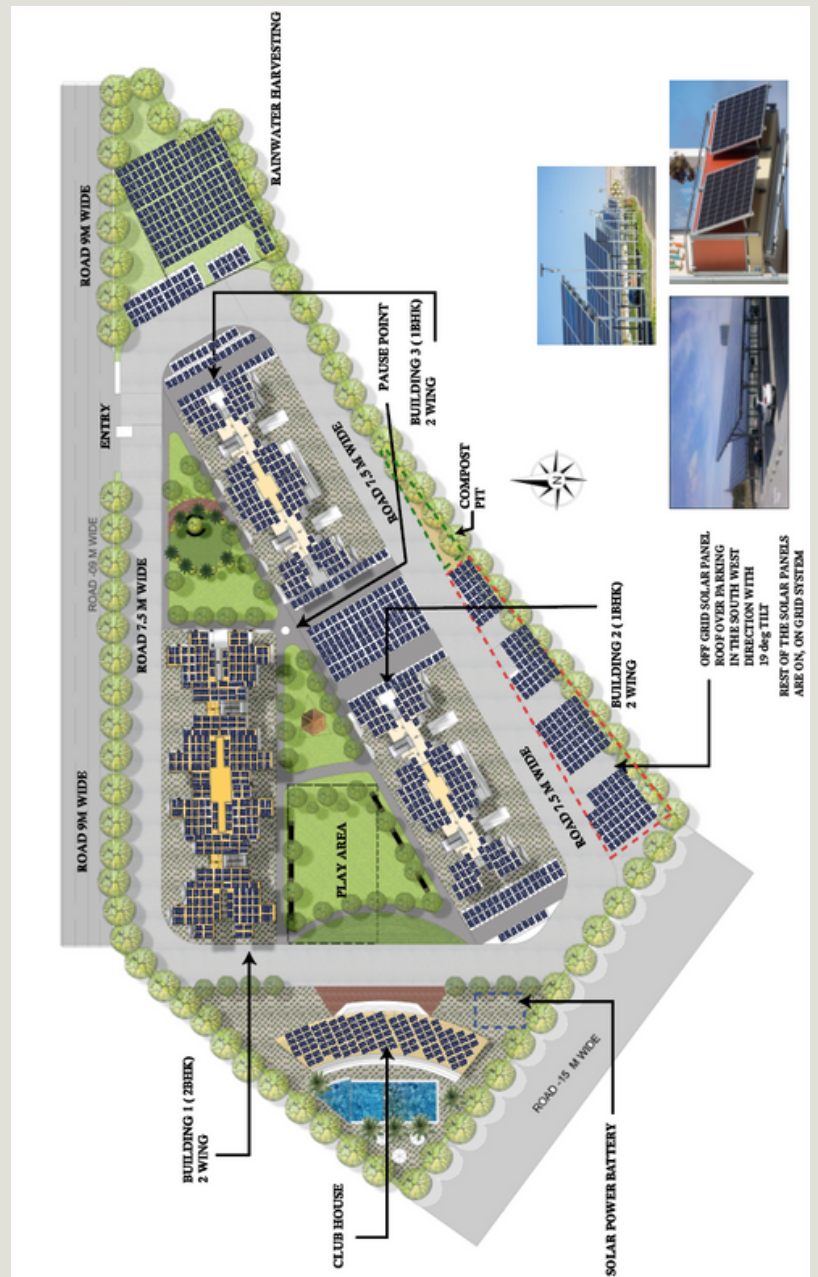 RAINWATER HARVESTING
ROAD 9M WIDE
ENTRY
ROAD -09 M WIDE
ROAD 7.5 M WIDE
ROAD 9M WIDE
BUILDING 3 ( 1BHK)
2 WING
PAUSE POINT
ROAD 7.5 M WIDE
COMPOST
PIT
N
BUILDING 2 ( 1BHK)
2 WING
OFF GRID SOLAR PANEL
ROOF OVER PARKING
IN THE SOUTH WEST
DIRECTION WITH
19 deg TILT
REST OF THE SOLAR PANELS
ARE ON, ON GRID SYSTEM
ROAD 7.5 M WIDE
PLAY AREA
BUILDING 1 ( 2BHK)
2 WING
CLUB HOUSE
ROAD -15 M WIDE
SOLAR POWER BATTERY